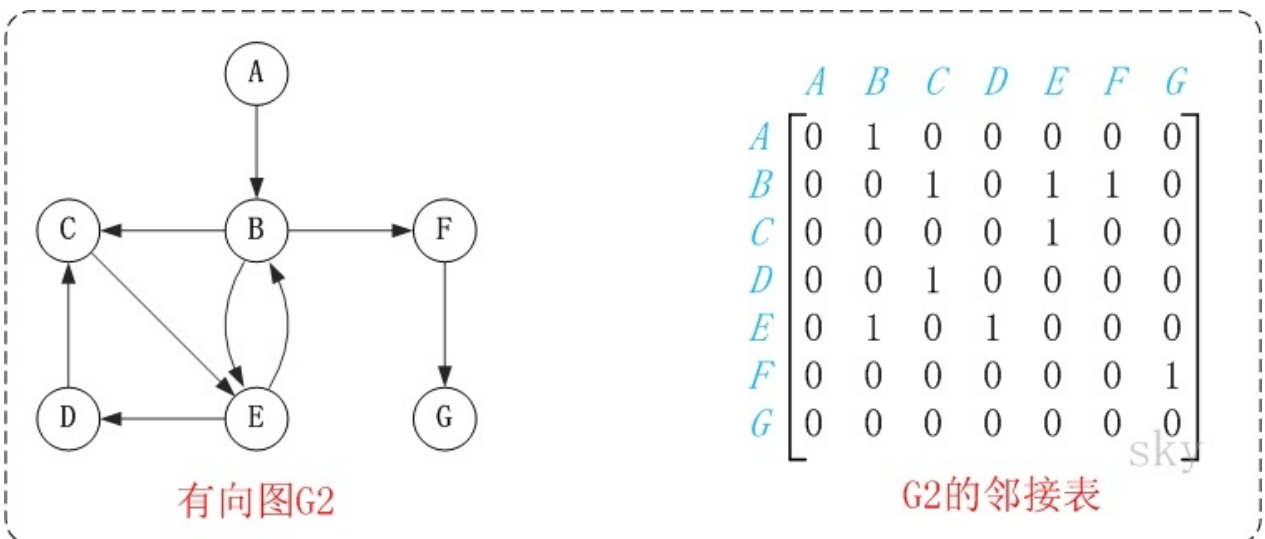 A
C
B
F
D
E
G
有向图G2
A B C D E F G
A 0 1 0 0 0 0 0
B 0 0 1 0 1 1 0
C 0 0 0 0 1 0 0
D 0 0 1 0 0 0 0
E 0 1 0 1 0 0 0
F 0 0 0 0 0 0 1
G 0 0 0 0 0 0 0
sky
G2的邻接表